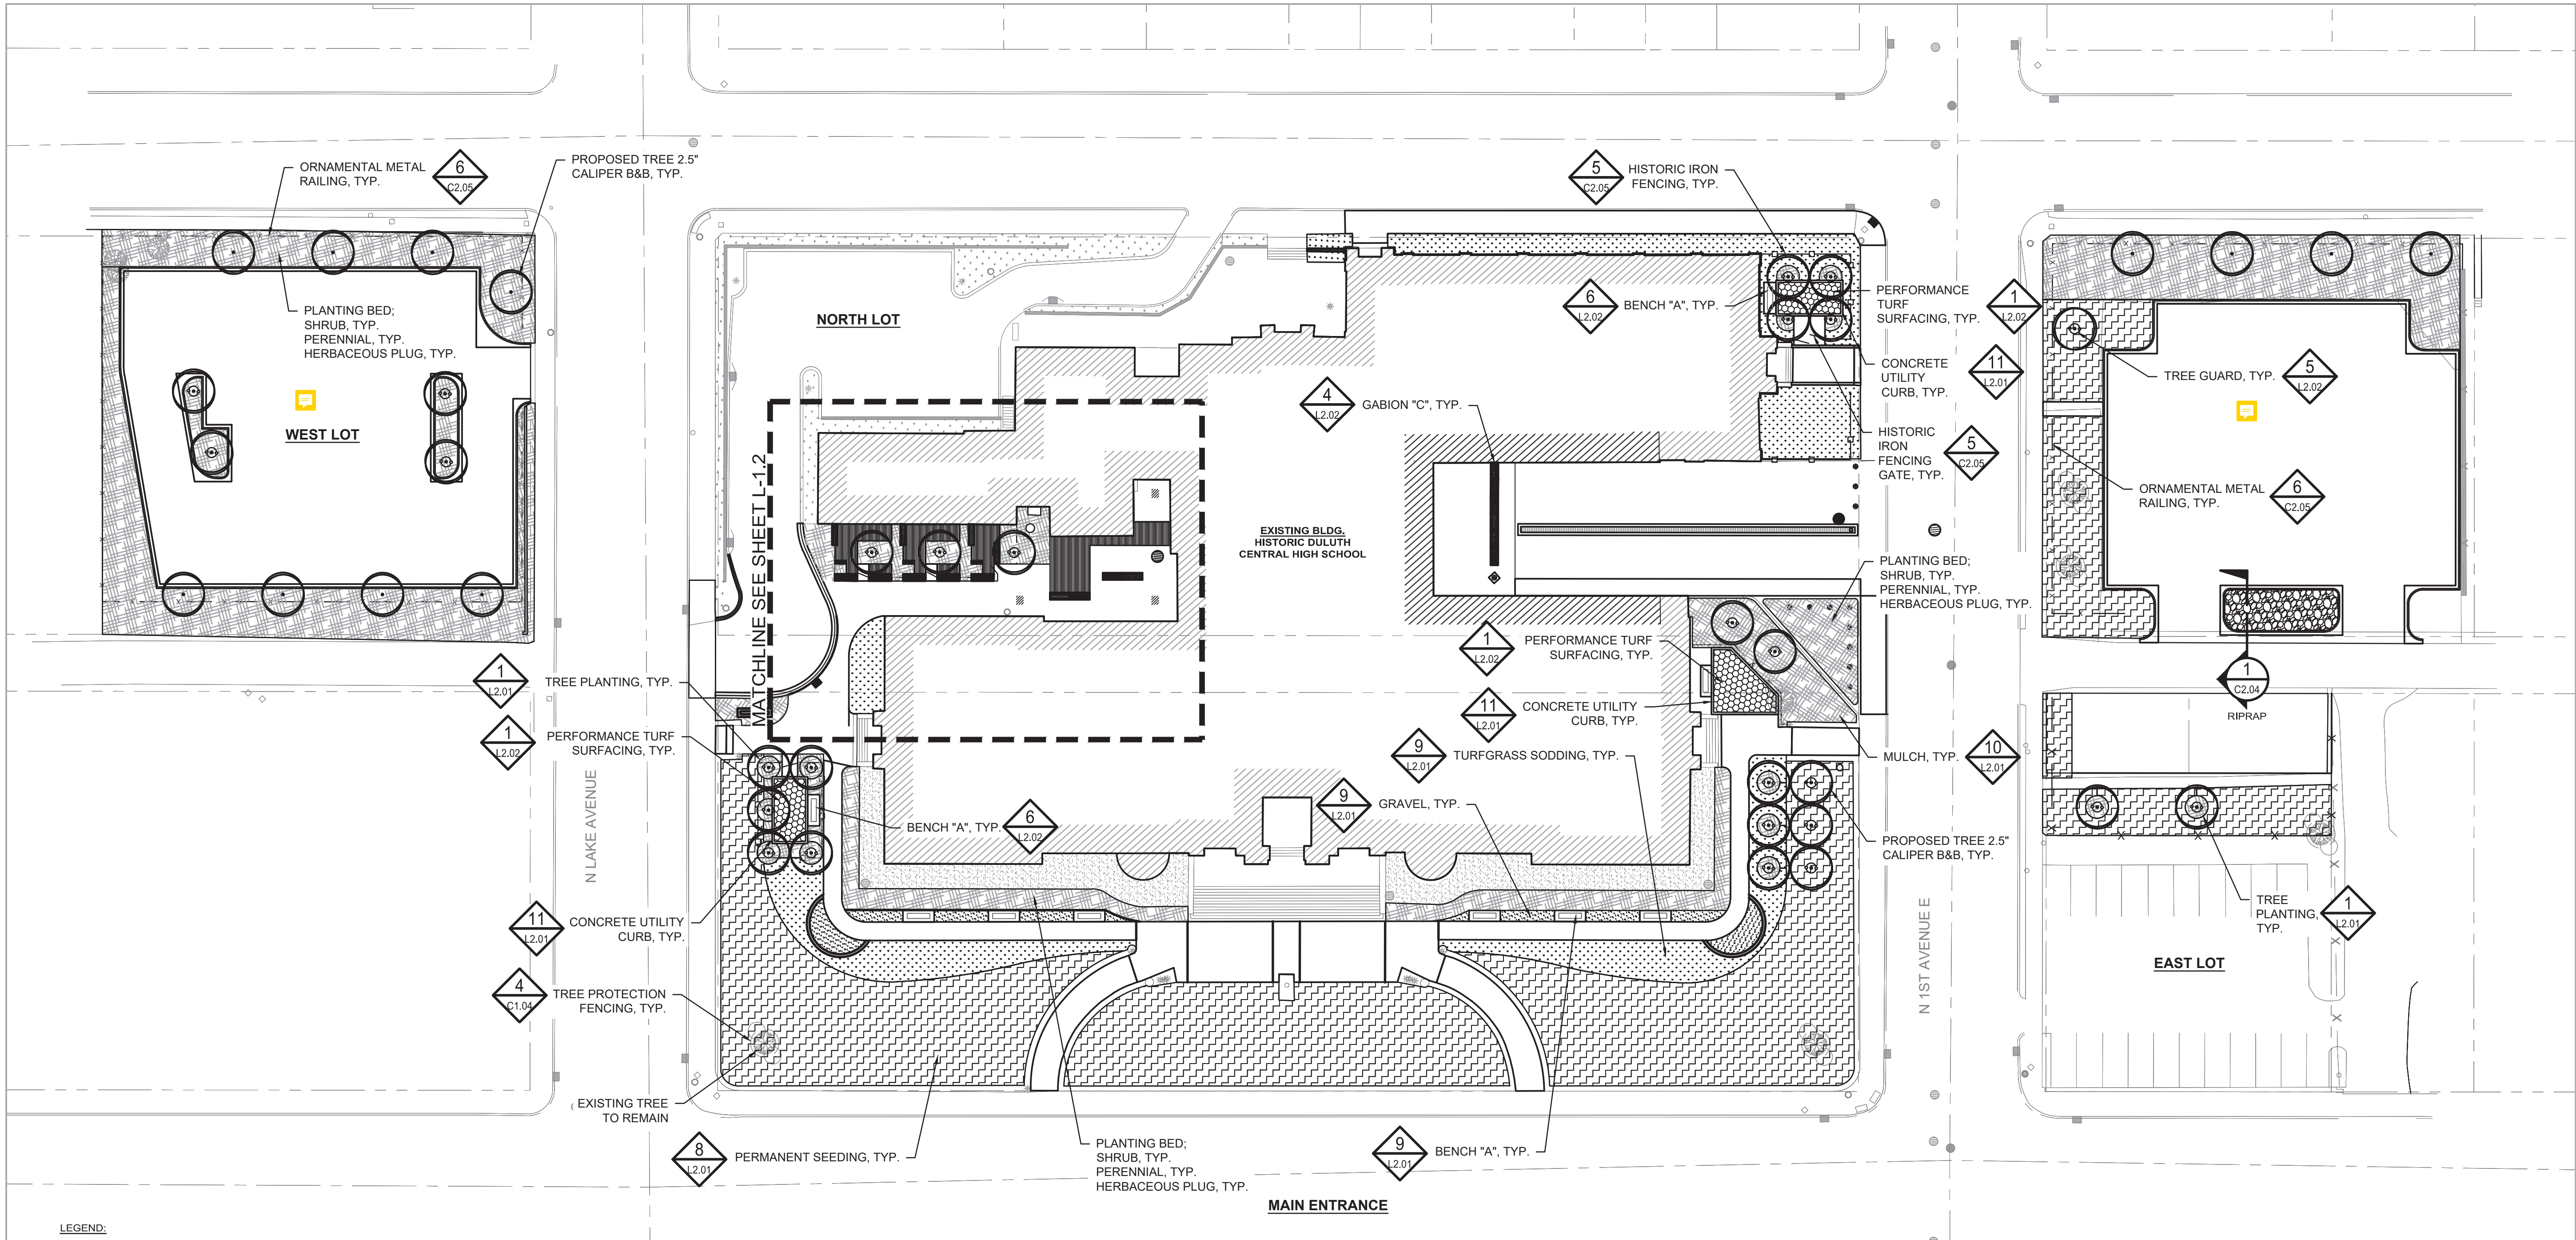 ORNAMENTAL METAL
RAILING, TYP.
6
C2.05
PROPOSED TREE 2.5"
CALIPER B&B, TYP.
PLANTING BED;
SHRUB, TYP.
PERENNIAL, TYP.
HERBACEOUS PLUG, TYP.
WEST LOT
NORTH LOT
MATCHLINE SEE SHEET L-1.2
5
C2.05
HISTORIC IRON
FENCING, TYP.
6
L2.02
BENCH "A", TYP.
PERFORMANCE
TURF
SURFACING, TYP.
1
L2.02
CONCRETE
UTILITY
CURB, TYP.
11
L2.01
4
L2.02
GABION "C", TYP.
HISTORIC
IRON
FENCING
GATE, TYP.
5
C2.05
TREE GUARD, TYP.
5
L2.02
ORNAMENTAL METAL
RAILING, TYP.
6
C2.05
EXISTING BLDG.
HISTORIC DULUTH
CENTRAL HIGH SCHOOL
PLANTING BED;
SHRUB, TYP.
PERENNIAL, TYP.
HERBACEOUS PLUG, TYP.
1
L2.02
PERFORMANCE TURF
SURFACING, TYP.
11
L2.01
CONCRETE UTILITY
CURB, TYP.
1
C2.04
RIPRAP
1
L2.01
TREE PLANTING, TYP.
1
L2.02
PERFORMANCE TURF
SURFACING, TYP.
9
L2.01
TURFGRASS SODDING, TYP.
MULCH, TYP.
10
L2.01
N LAKE AVENUE
BENCH "A", TYP.
6
L2.02
9
L2.01
GRAVEL, TYP.
PROPOSED TREE 2.5"
CALIPER B&B, TYP.
11
L2.01
CONCRETE UTILITY
CURB, TYP.
N 1ST AVENUE E
TREE
PLANTING,
TYP.
1
L2.01
EAST LOT
4
C1.04
TREE PROTECTION
FENCING, TYP.
EXISTING TREE
TO REMAIN
8
L2.01
PERMANENT SEEDING, TYP.
PLANTING BED;
SHRUB, TYP.
PERENNIAL, TYP.
HERBACEOUS PLUG, TYP.
9
L2.01
BENCH "A", TYP.
MAIN ENTRANCE
LEGEND: